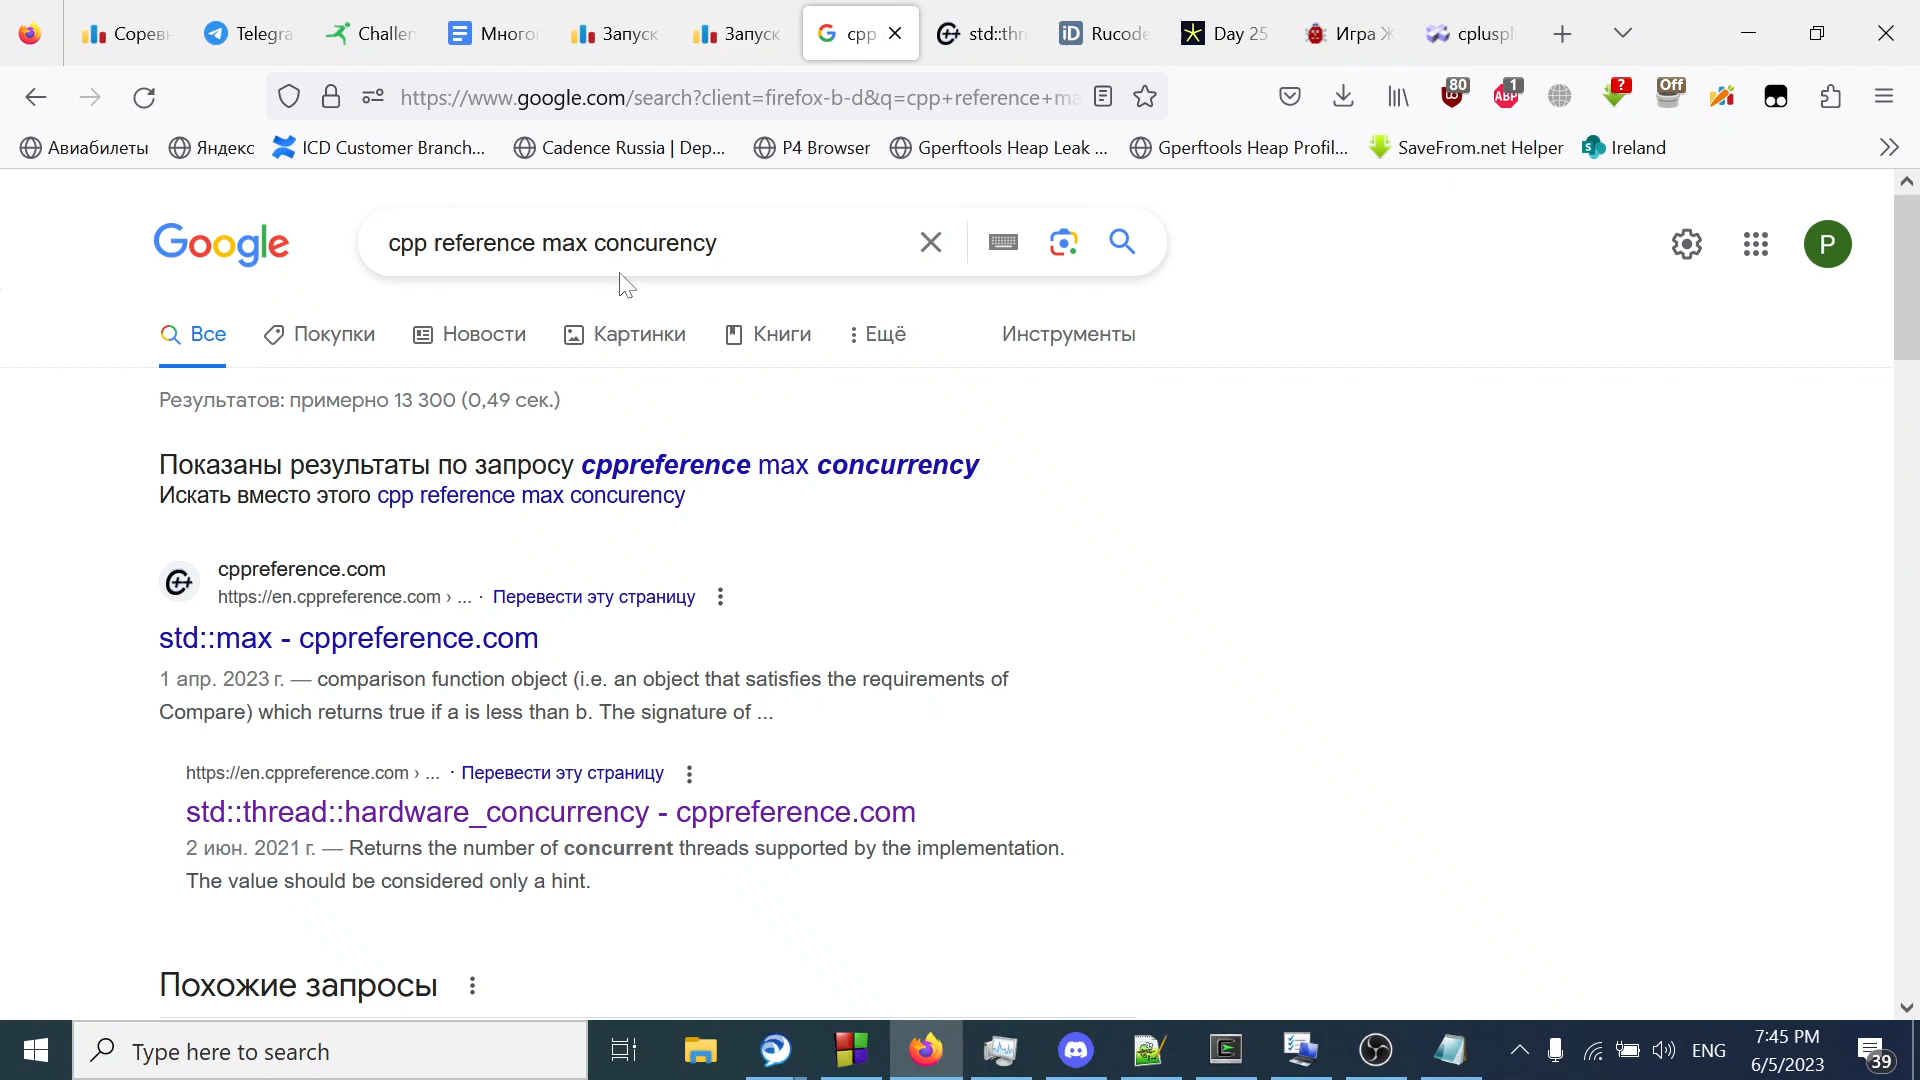 Сорев
Telegra
Challen
Много
Запуск
Запуск
cpp
std::thr
Rucode
Day 25
Игра Ж
cpluspl
https://www.google.com/search?client=firefox-b-d&q=cpp+reference+ma
80
ABP
1
?
Off
Авиабилеты
Яндекс
ICD Customer Branch...
Cadence Russia | Dep...
P4 Browser
Gperftools Heap Leak ...
Gperftools Heap Profil...
SaveFrom.net Helper
Ireland
Google
cpp reference max concurency
P
Все
Покупки
Новости
Картинки
Книги
Ещё
Инструменты
Результатов: примерно 13 300 (0,49 сек.)
Показаны результаты по запросу cppreference max concurrency
Искать вместо этого cpp reference max concurency
cppreference.com
https://en.cppreference.com › ... · Перевести эту страницу
std::max - cppreference.com
1 апр. 2023 г. — comparison function object (i.e. an object that satisfies the requirements of
Compare) which returns true if a is less than b. The signature of ...
https://en.cppreference.com › ... · Перевести эту страницу
std::thread::hardware_concurrency - cppreference.com
2 июн. 2021 г. — Returns the number of concurrent threads supported by the implementation.
The value should be considered only a hint.
Похожие запросы
Type here to search
ENG
7:45 PM
6/5/2023
39